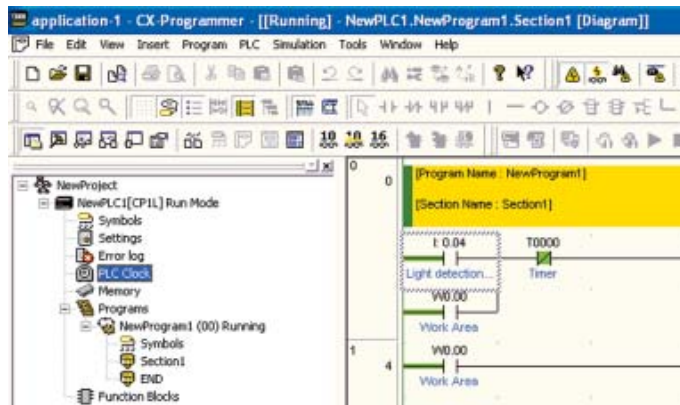 application-1 - CX-Programmer - [[Running] - NewPLC1.NewProgram1.Section1 [Diagram]]
File Edit View Insert Program PLC Simulation Tools Window Help
10 10 16
NewProject
NewPLC1[CP1L] Run Mode
Symbols
Settings
Error log
PLC Clock
Memory
Programs
NewProgram1 (00) Running
Symbols
Section1
END
Function Blocks
0
0
[Program Name : NewProgram1]
[Section Name : Section1]
I: 0.04 T0000
Light detection... Timer
W0.00
Work Area
1
4
W0.00
Work Area